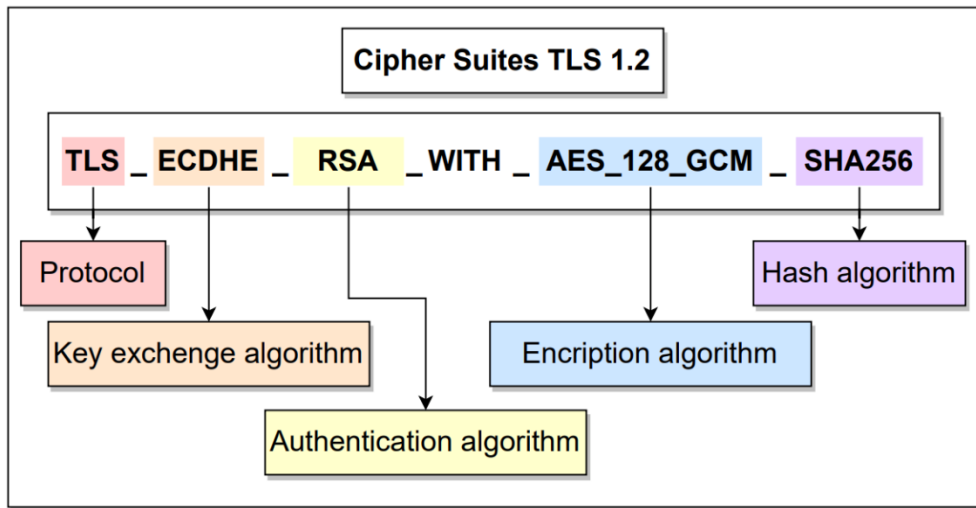 Cipher Suites TLS 1.2
TLS _ ECDHE _ RSA _WITH _ AES_128_GCM _ SHA256
Protocol
Hash algorithm
Key exchenge algorithm
Encription algorithm
Authentication algorithm